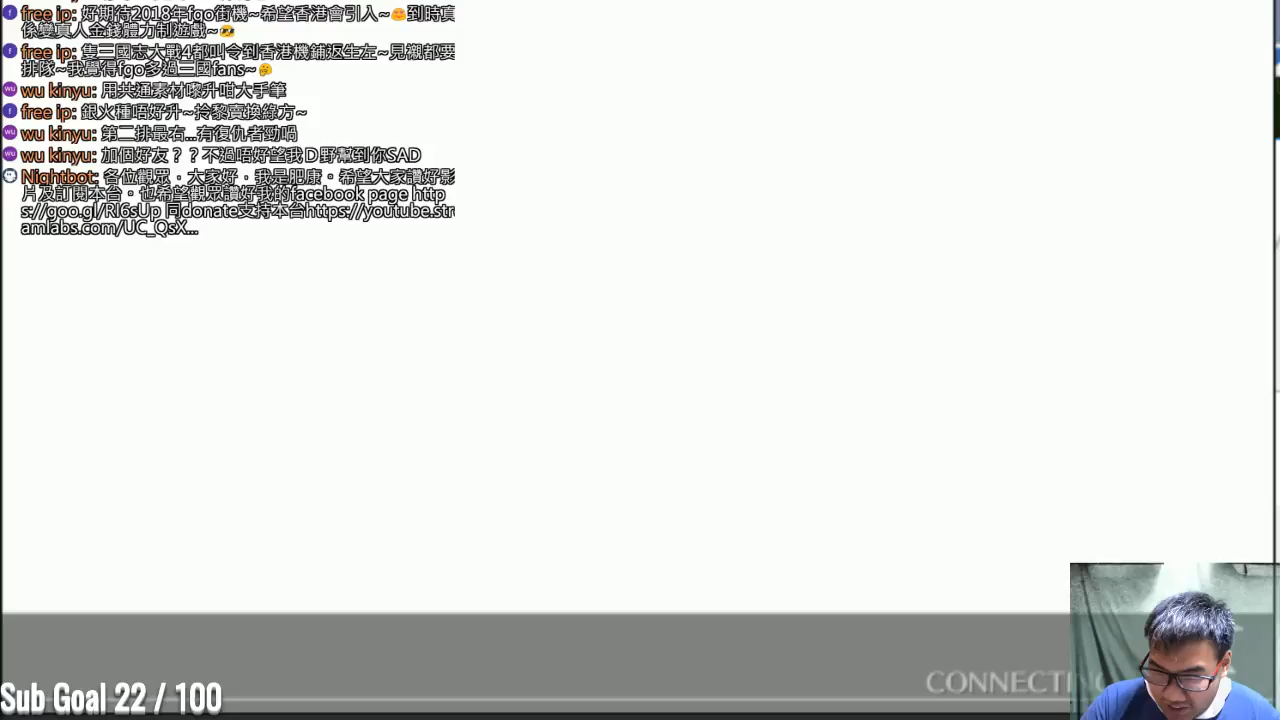 free ip: 好期待2018年fgo街機~希望香港會引入~😊到時真
係變真人金錢體力制遊戲~😎
free ip: 隻三國志大戰4都叫令到香港機鋪返生左~見襯都要
排隊~我覺得fgo多過三國fans~🤔
wu kinyu: 用共通素材嚟升咁大手筆
free ip: 銀火種唔好升~拎黎賣換綠方~
wu kinyu: 第二排最右...有復仇者勁喎
wu kinyu: 加個好友？？不過唔好望我D野幫到你SAD
Nightbot: 各位觀眾，大家好，我是肥康。希望大家讚好影
片及訂閱本台。也希望觀眾讚好我的facebook page http
s://goo.gl/Rl6sUp 同donate支持本台https://youtube.str
eamlabs.com/UC_QsX...
CONNECTI
Sub Goal 22 / 100